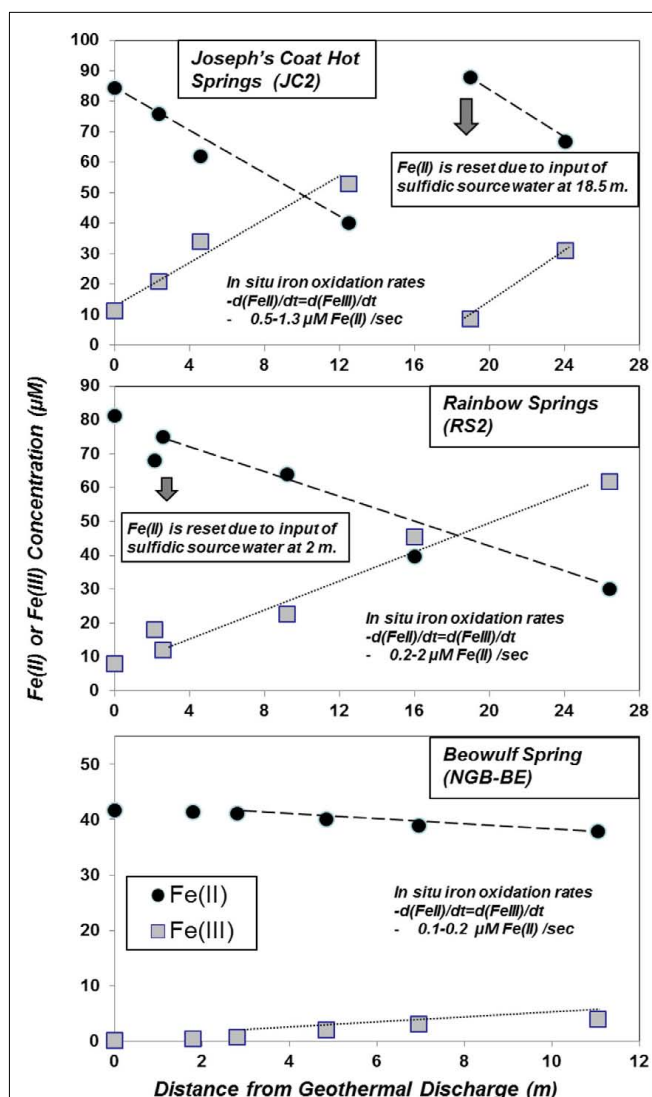 Fe(II) or Fe(III) Concentration (µM)
100
90
80
70
60
50
40
30
20
10
0
Joseph's Coat Hot
Springs (JC2)
Fe(II) is reset due to input of
sulfidic source water at 18.5 m.
In situ iron oxidation rates
-d(FeII)/dt=d(FeIII)/dt
- 0.5-1.3 µM Fe(II) /sec
0 4 8 12 16 20 24 28
90
80
70
60
50
40
30
20
10
0
Rainbow Springs
(RS2)
Fe(II) is reset due to input of
sulfidic source water at 2 m.
In situ iron oxidation rates
-d(FeII)/dt=d(FeIII)/dt
- 0.2-2 µM Fe(II) /sec
0 4 8 12 16 20 24 28
50
40
30
20
10
0
Beowulf Spring
(NGB-BE)
Fe(II)
Fe(III)
In situ iron oxidation rates
-d(FeII)/dt=d(FeIII)/dt
- 0.1-0.2 µM Fe(II) /sec
0 2 4 6 8 10 12
Distance from Geothermal Discharge (m)